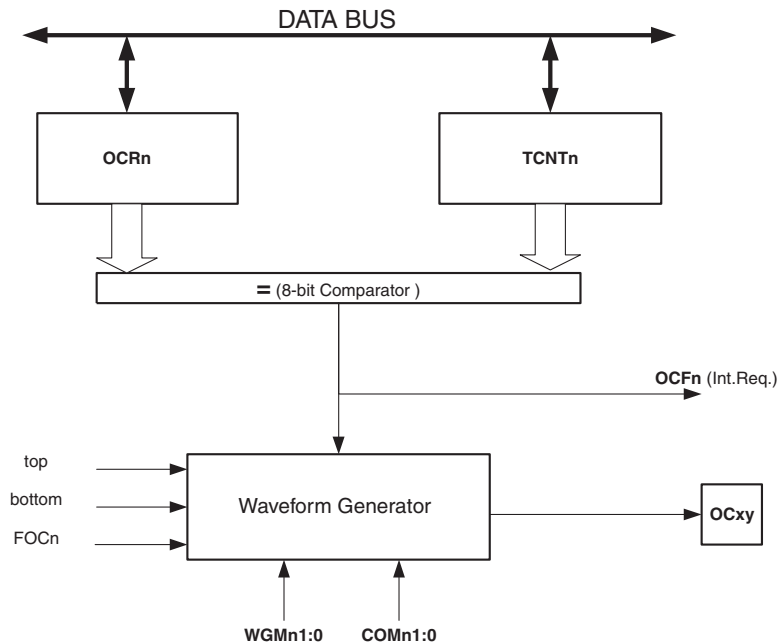 DATA BUS
OCRn
TCNTn
= (8-bit Comparator )
OCFn (Int.Req.)
top
bottom
FOCn
Waveform Generator
OCxy
WGMn1:0
COMn1:0